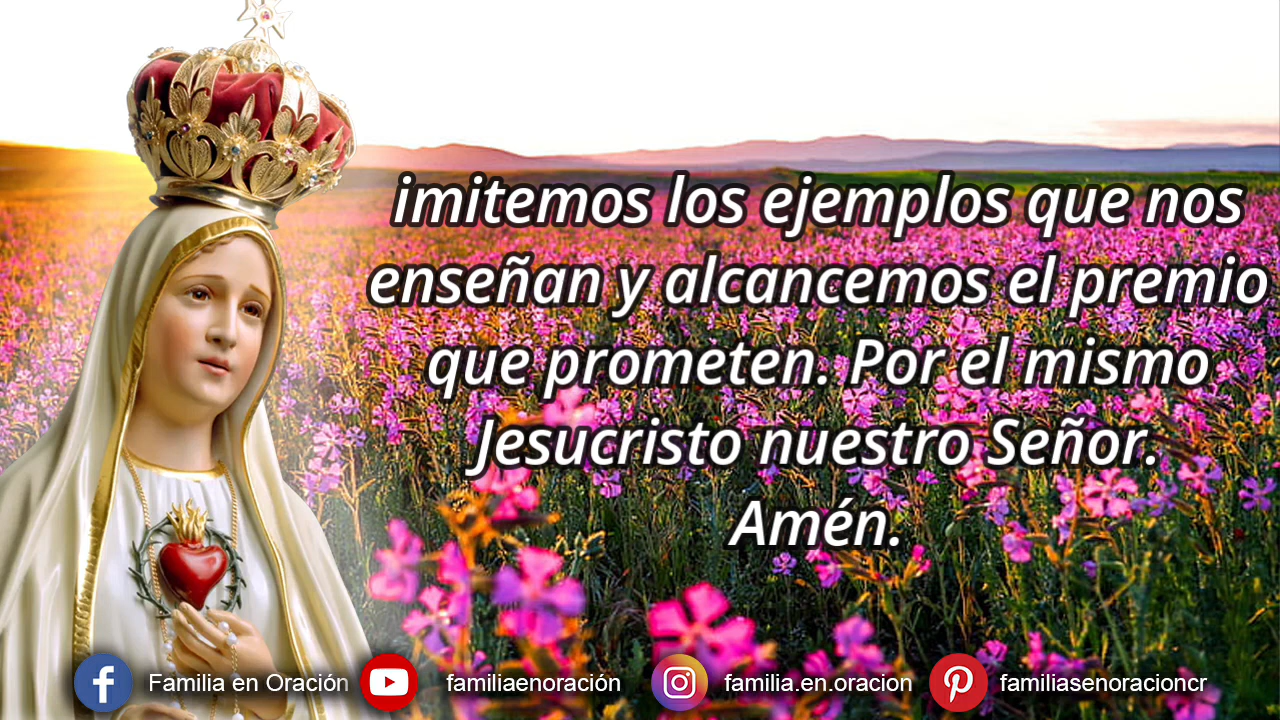 imitemos los ejemplos que nos
enseñan y alcancemos el premio
que prometen. Por el mismo
Jesucristo nuestro Señor.
Amén.
Familia en Oración
familiaenoración
familia.en.oracion
familiasenoracioncr